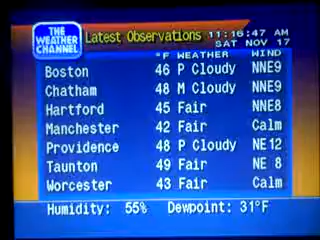 THE
WEATHER
CHANNEL
Latest Observations 11:16:47 AM
SAT NOV 17
°F WEATHER WIND
Boston 46 P Cloudy NNE9
Chatham 48 M Cloudy NNE9
Hartford 45 Fair NNE8
Manchester 42 Fair Calm
Providence 48 P Cloudy NE12
Taunton 49 Fair NE 8
Worcester 43 Fair Calm
Humidity: 55% Dewpoint: 31°F